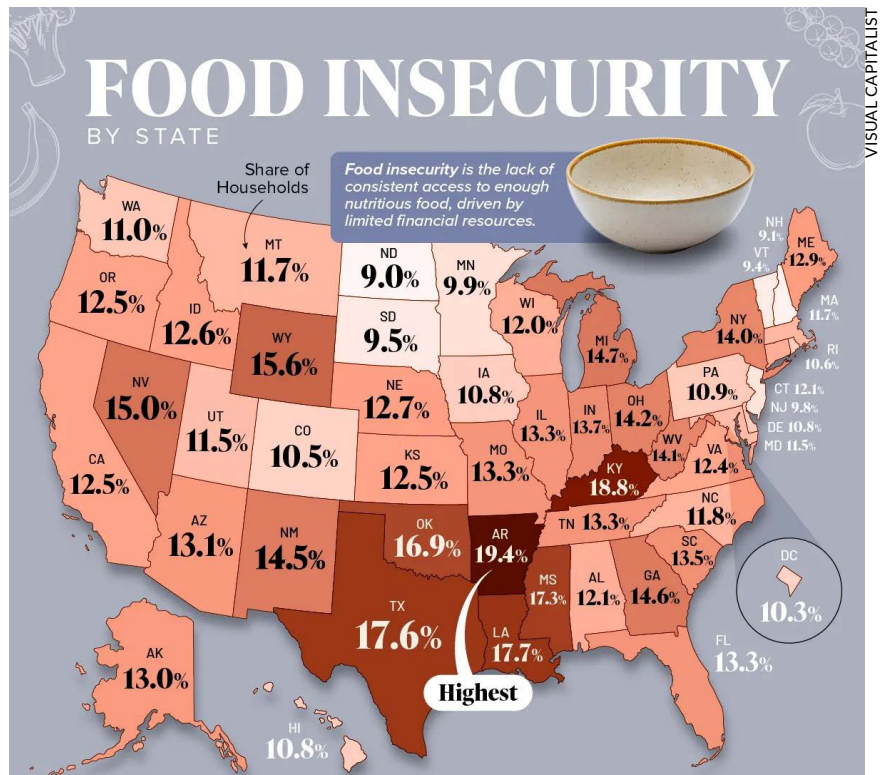 VISUAL CAPITALIST
FOOD INSECURITY
BY STATE
Share of
Households
Food insecurity is the lack of
consistent access to enough
nutritious food, driven by
limited financial resources.
WA
11.0%
MT
11.7%
ND
9.0%
MN
9.9%
NH
9.1%
VT
9.4%
ME
12.9%
OR
12.5%
ID
12.6%
WY
15.6%
SD
9.5%
WI
12.0%
MI
14.7%
NY
14.0%
MA
11.7%
RI
10.6%
CT 12.1%
NJ 9.8%
DE 10.8%
MD 11.5%
NV
15.0%
UT
11.5%
CO
10.5%
NE
12.7%
IA
10.8%
IL
13.3%
IN
13.7%
OH
14.2%
PA
10.9%
CA
12.5%
KS
12.5%
MO
13.3%
KY
18.8%
WV
14.1%
VA
12.4%
AZ
13.1%
NM
14.5%
OK
16.9%
AR
19.4%
TN 13.3%
NC
11.8%
SC
13.5%
DC
10.3%
TX
17.6%
LA
17.7%
MS
17.3%
AL
12.1%
GA
14.6%
FL
13.3%
Highest
AK
13.0%
HI
10.8%